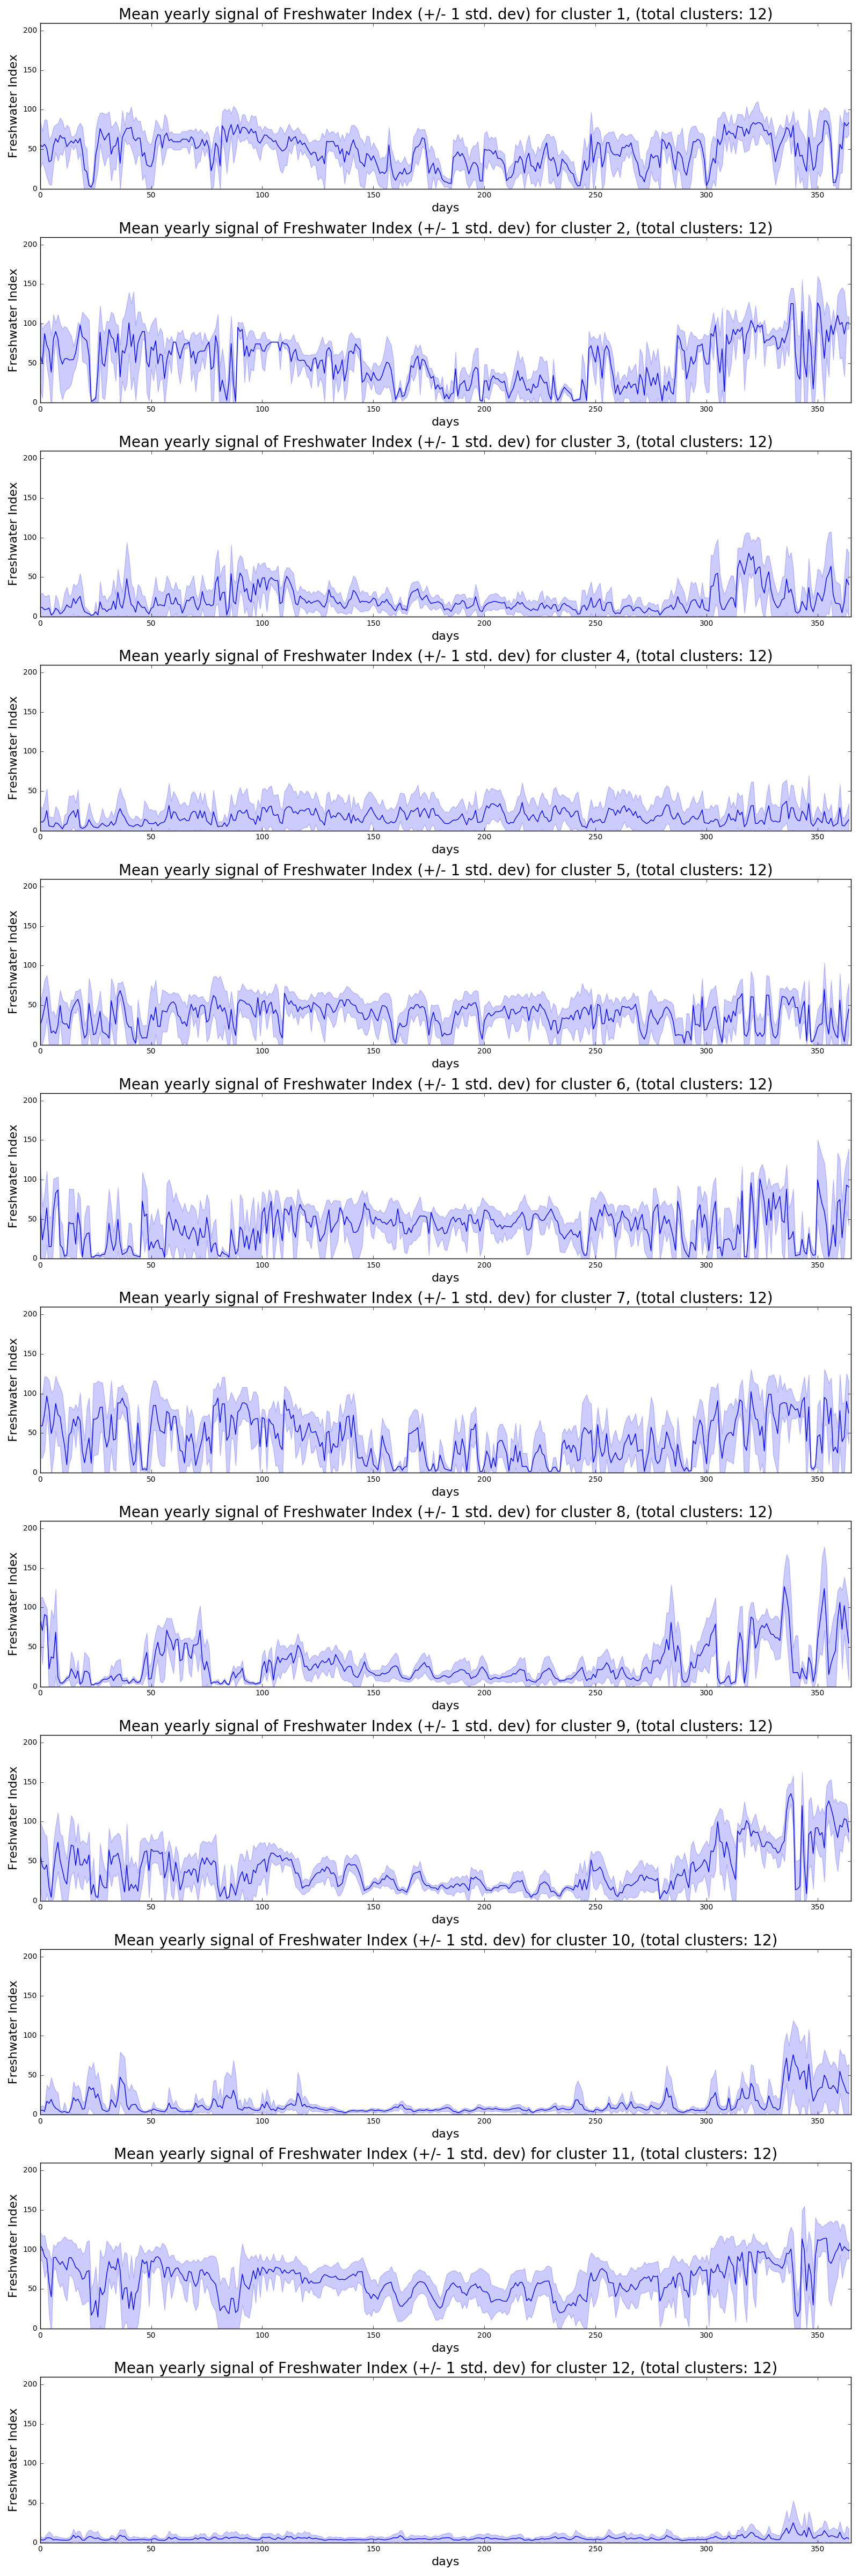 Mean yearly signal of Freshwater Index (+/- 1 std. dev) for cluster 1, (total clusters: 12)
200
150
100
50
0
Freshwater Index
0 50 100 150 200 250 300 350
days
Mean yearly signal of Freshwater Index (+/- 1 std. dev) for cluster 2, (total clusters: 12)
200
150
100
50
0
Freshwater Index
0 50 100 150 200 250 300 350
days
Mean yearly signal of Freshwater Index (+/- 1 std. dev) for cluster 3, (total clusters: 12)
200
150
100
50
0
Freshwater Index
0 50 100 150 200 250 300 350
days
Mean yearly signal of Freshwater Index (+/- 1 std. dev) for cluster 4, (total clusters: 12)
200
150
100
50
0
Freshwater Index
0 50 100 150 200 250 300 350
days
Mean yearly signal of Freshwater Index (+/- 1 std. dev) for cluster 5, (total clusters: 12)
200
150
100
50
0
Freshwater Index
0 50 100 150 200 250 300 350
days
Mean yearly signal of Freshwater Index (+/- 1 std. dev) for cluster 6, (total clusters: 12)
200
150
100
50
0
Freshwater Index
0 50 100 150 200 250 300 350
days
Mean yearly signal of Freshwater Index (+/- 1 std. dev) for cluster 7, (total clusters: 12)
200
150
100
50
0
Freshwater Index
0 50 100 150 200 250 300 350
days
Mean yearly signal of Freshwater Index (+/- 1 std. dev) for cluster 8, (total clusters: 12)
200
150
100
50
0
Freshwater Index
0 50 100 150 200 250 300 350
days
Mean yearly signal of Freshwater Index (+/- 1 std. dev) for cluster 9, (total clusters: 12)
200
150
100
50
0
Freshwater Index
0 50 100 150 200 250 300 350
days
Mean yearly signal of Freshwater Index (+/- 1 std. dev) for cluster 10, (total clusters: 12)
200
150
100
50
0
Freshwater Index
0 50 100 150 200 250 300 350
days
Mean yearly signal of Freshwater Index (+/- 1 std. dev) for cluster 11, (total clusters: 12)
200
150
100
50
0
Freshwater Index
0 50 100 150 200 250 300 350
days
Mean yearly signal of Freshwater Index (+/- 1 std. dev) for cluster 12, (total clusters: 12)
200
150
100
50
0
Freshwater Index
0 50 100 150 200 250 300 350
days